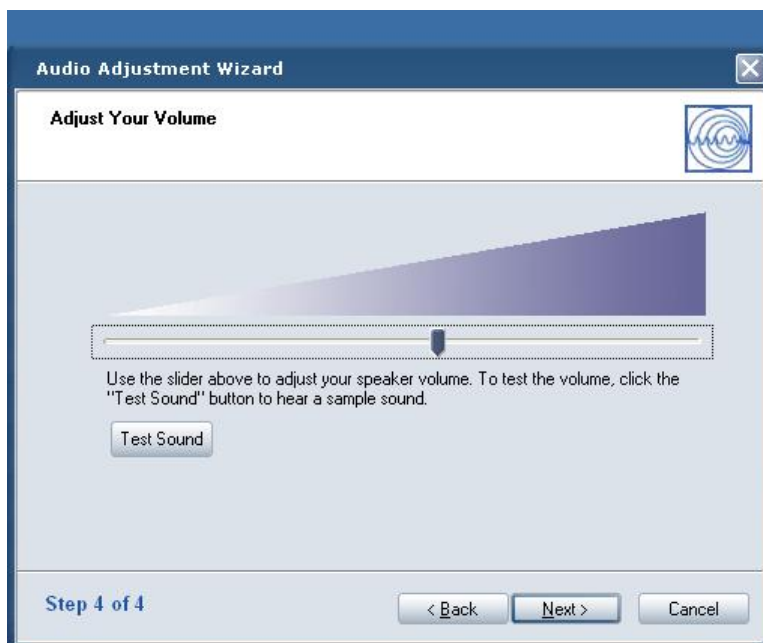 Audio Adjustment Wizard
Adjust Your Volume
Use the slider above to adjust your speaker volume. To test the volume, click the
"Test Sound" button to hear a sample sound.
Test Sound
Step 4 of 4
< Back
Next >
Cancel